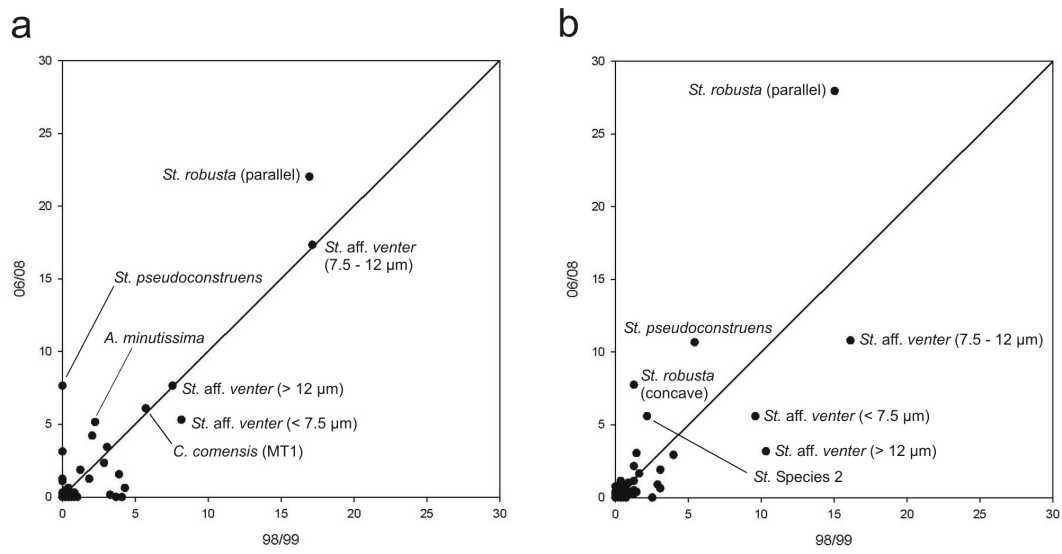 a
30
25
20
15
10
5
0
06/08
St. robusta (parallel)
St. aff. venter
(7.5 - 12 µm)
St. pseudoconstruens
A. minutissima
St. aff. venter (> 12 µm)
St. aff. venter (< 7.5 µm)
C. comensis (MT1)
0 5 10 15 20 25 30
98/99
b
30
25
20
15
10
5
0
06/08
St. robusta (parallel)
St. pseudoconstruens
St. aff. venter (7.5 - 12 µm)
St. robusta
(concave)
St. aff. venter (< 7.5 µm)
St. aff. venter (> 12 µm)
St. Species 2
0 5 10 15 20 25 30
98/99